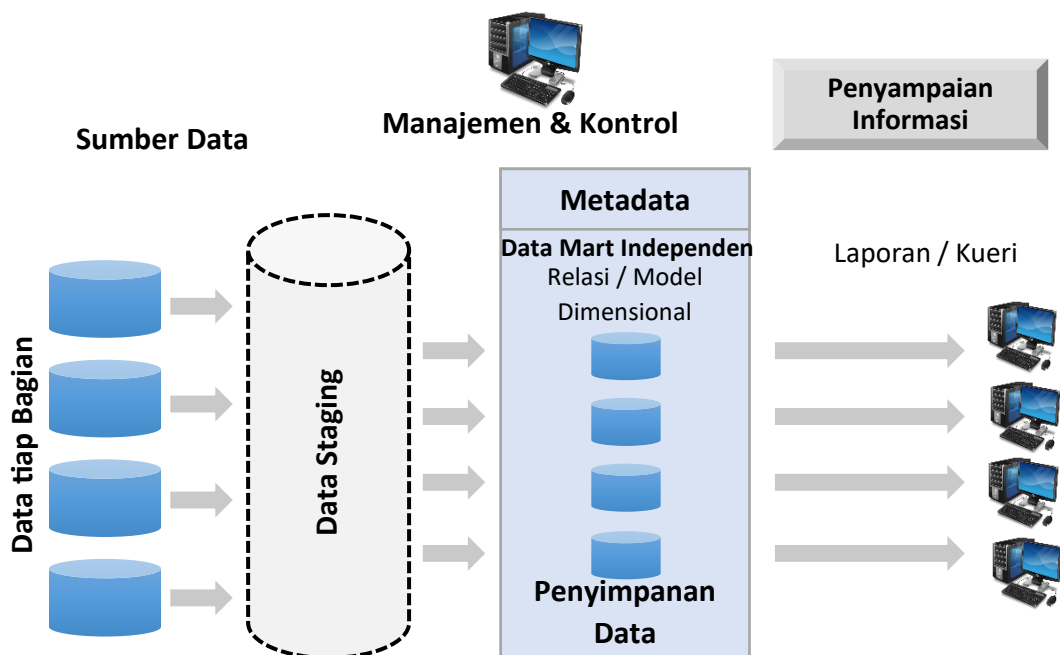 Sumber Data
Manajemen & Kontrol
Penyampaian
Informasi
Data tiap Bagian
Data Staging
Metadata
Data Mart Independen
Relasi / Model
Dimensional
Penyimpanan
Data
Laporan / Kueri